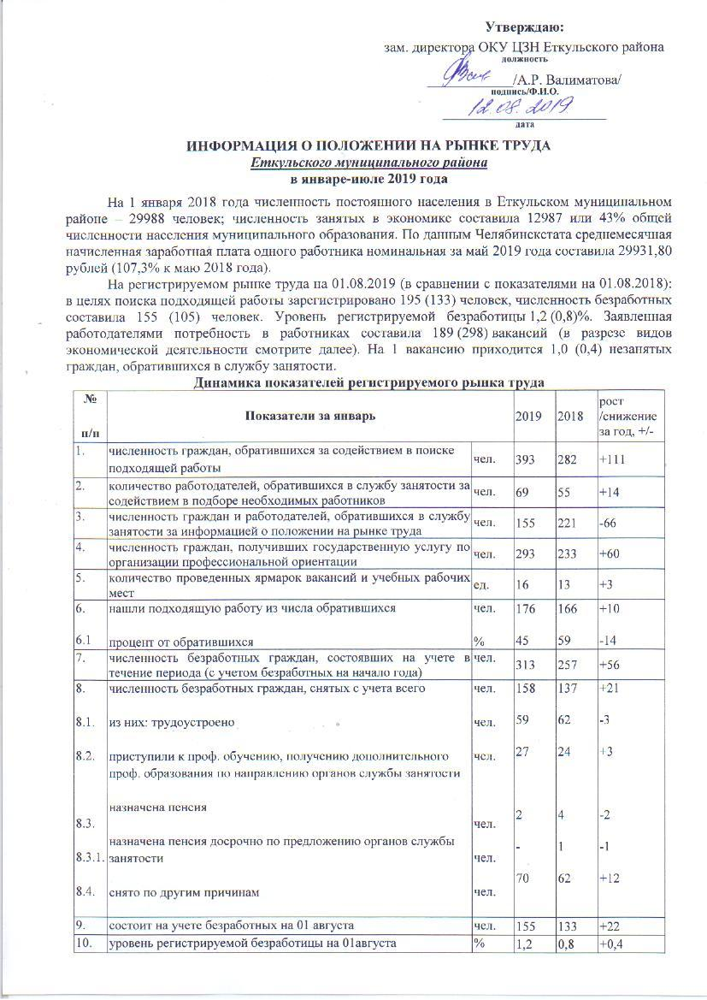 Утверждаю:
зам. директора ОКУ ЦЗН Еткульского района
должность
/А.Р. Валиматова/
подпись/Ф.И.О.
12.08.2019
дата
ИНФОРМАЦИЯ О ПОЛОЖЕНИИ НА РЫНКЕ ТРУДА
Еткульского муниципального района
в январе-июле 2019 года
На 1 января 2018 года численность постоянного населения в Еткульском муниципальном
районе – 29988 человек; численность занятых в экономике составила 12987 или 43% общей
численности населения муниципального образования. По данным Челябинскстата среднемесячная
начисленная заработная плата одного работника номинальная за май 2019 года составила 29931,80
рублей (107,3% к маю 2018 года).
На регистрируемом рынке труда на 01.08.2019 (в сравнении с показателями на 01.08.2018):
в целях поиска подходящей работы зарегистрировано 195 (133) человек, численность безработных
составила 155 (105) человек. Уровень регистрируемой безработицы 1,2 (0,8)%. Заявленная
работодателями потребность в работниках составила 189 (298) вакансий (в разрезе видов
экономической деятельности смотрите далее). На 1 вакансию приходится 1,0 (0,4) незанятых
граждан, обратившихся в службу занятости.
Динамика показателей регистрируемого рынка труда
№ п/п Показатели за январь 2019 2018 рост /снижение за год, +/-
1. численность граждан, обратившихся за содействием в поиске
подходящей работы чел. 393 282 +111
2. количество работодателей, обратившихся в службу занятости за
содействием в подборе необходимых работников чел. 69 55 +14
3. численность граждан и работодателей, обратившихся в службу
занятости за информацией о положении на рынке труда чел. 155 221 -66
4. численность граждан, получивших государственную услугу по
организации профессиональной ориентации чел. 293 233 +60
5. количество проведенных ярмарок вакансий и учебных рабочих
мест ед. 16 13 +3
6. нашли подходящую работу из числа обратившихся чел. 176 166 +10
6.1 процент от обратившихся % 45 59 -14
7. численность безработных граждан, состоявших на учете в
течение периода (с учетом безработных на начало года) чел. 313 257 +56
8. численность безработных граждан, снятых с учета всего чел. 158 137 +21
8.1. из них: трудоустроено чел. 59 62 -3
8.2. приступили к проф. обучению, получению дополнительного
проф. образования по направлению органов службы занятости чел. 27 24 +3
8.3. назначена пенсия чел. 2 4 -2
8.3.1. назначена пенсия досрочно по предложению органов службы
занятости чел. - 1 -1
8.4. снято по другим причинам чел. 70 62 +12
9. состоит на учете безработных на 01 августа чел. 155 133 +22
10. уровень регистрируемой безработицы на 01августа % 1,2 0,8 +0,4